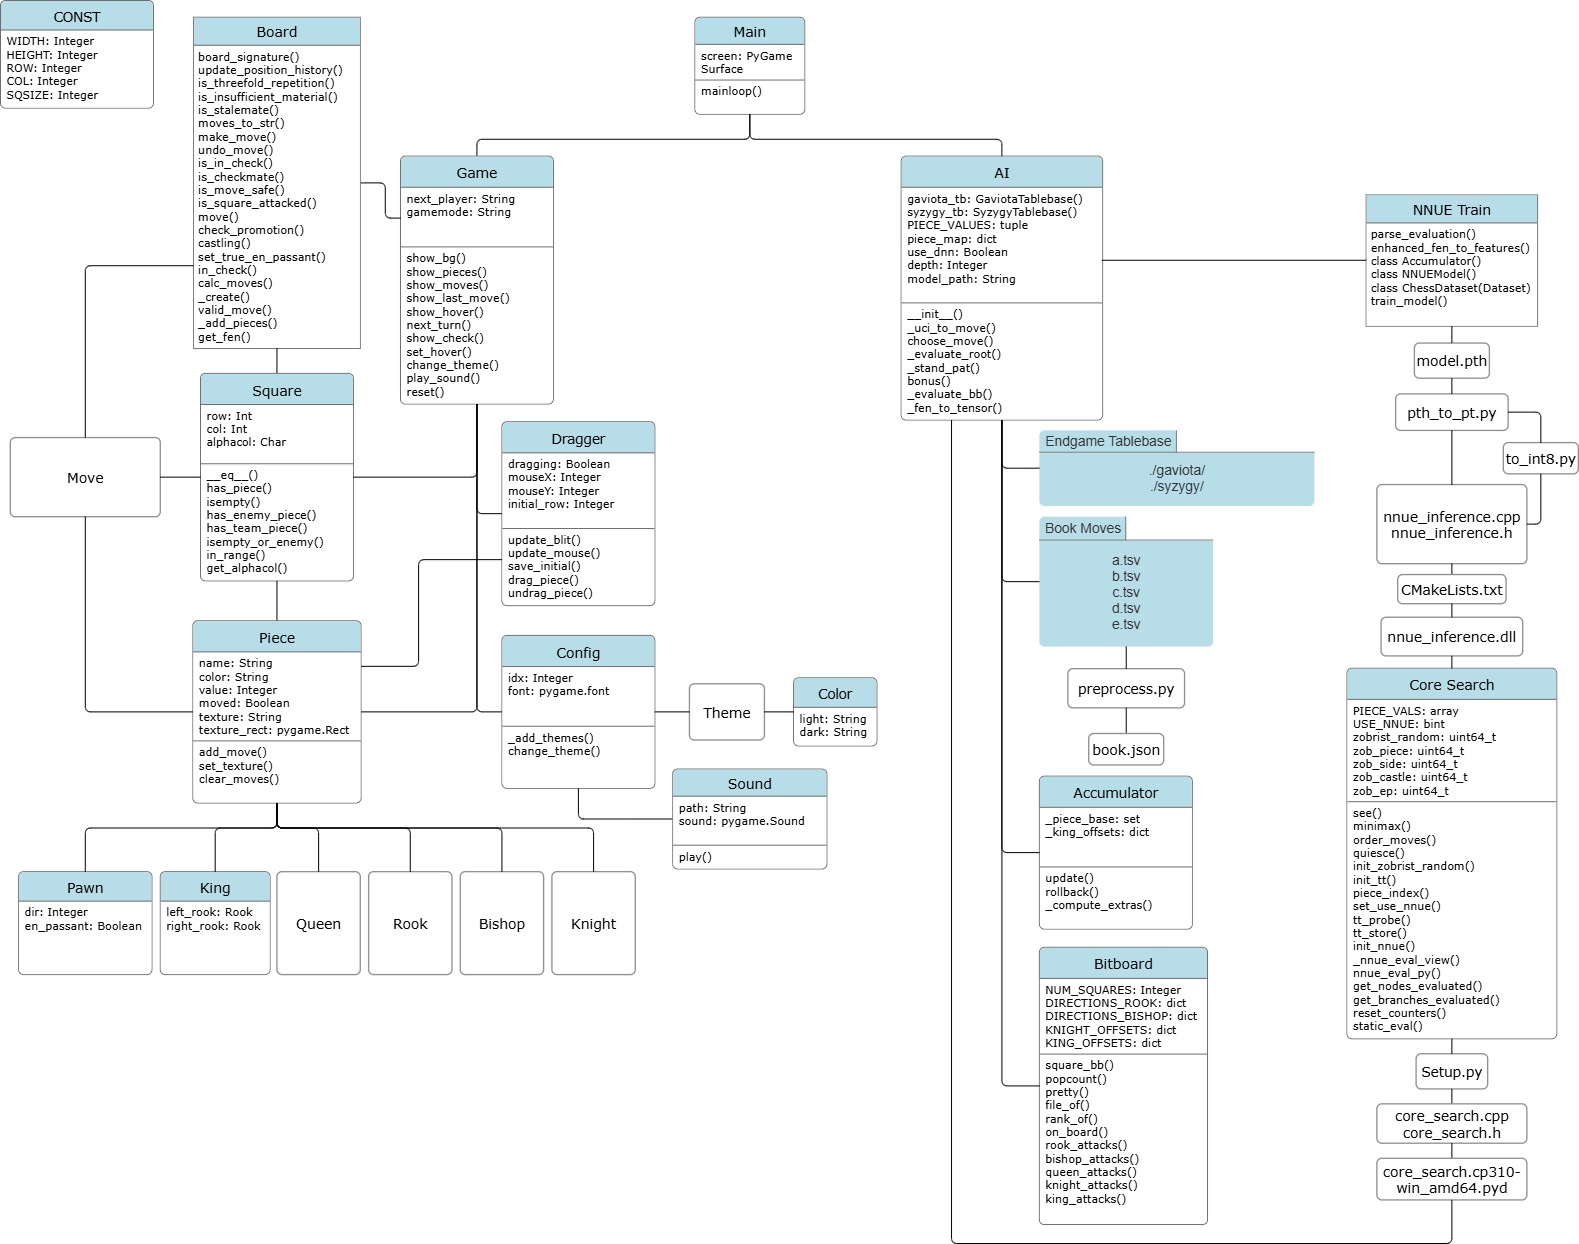 CONST
WIDTH: Integer
HEIGHT: Integer
ROW: Integer
COL: Integer
SQSIZE: Integer
Board
board_signature()
update_position_history()
is_threefold_repetition()
is_insufficient_material()
is_stalemate()
moves_to_str()
make_move()
undo_move()
is_in_check()
is_checkmate()
is_move_safe()
is_square_attacked()
move()
check_promotion()
castling()
set_true_en_passant()
in_check()
calc_moves()
_create()
valid_move()
_add_pieces()
get_fen()
Main
screen: PyGame
Surface
mainloop()
Game
next_player: String
gamemode: String
show_bg()
show_pieces()
show_moves()
show_last_move()
show_hover()
next_turn()
show_check()
set_hover()
change_theme()
play_sound()
reset()
AI
gaviota_tb: GaviotaTablebase()
syzygy_tb: SyzygyTablebase()
PIECE_VALUES: tuple
piece_map: dict
use_dnn: Boolean
depth: Integer
model_path: String
__init__()
_uci_to_move()
choose_move()
_evaluate_root()
_stand_pat()
bonus()
_evaluate_bb()
_fen_to_tensor()
NNUE Train
parse_evaluation()
enhanced_fen_to_features()
class Accumulator()
class NNUEModel()
class ChessDataset(Dataset)
train_model()
model.pth
pth_to_pt.py
to_int8.py
nnue_inference.cpp
nnue_inference.h
CMakeLists.txt
nnue_inference.dll
Square
row: Int
col: Int
alphacol: Char
__eq__()
has_piece()
isempty()
has_enemy_piece()
has_team_piece()
isempty_or_enemy()
in_range()
get_alphacol()
Move
Dragger
dragging: Boolean
mouseX: Integer
mouseY: Integer
initial_row: Integer
update_blit()
update_mouse()
save_initial()
drag_piece()
undrag_piece()
Endgame Tablebase
./gaviota/
./syzygy/
Book Moves
a.tsv
b.tsv
c.tsv
d.tsv
e.tsv
preprocess.py
book.json
Piece
name: String
color: String
value: Integer
moved: Boolean
texture: String
texture_rect: pygame.Rect
add_move()
set_texture()
clear_moves()
Config
idx: Integer
font: pygame.font
_add_themes()
change_theme()
Theme
Color
light: String
dark: String
Sound
path: String
sound: pygame.Sound
play()
Pawn
dir: Integer
en_passant: Boolean
King
left_rook: Rook
right_rook: Rook
Queen
Rook
Bishop
Knight
Accumulator
_piece_base: set
_king_offsets: dict
update()
rollback()
_compute_extras()
Bitboard
NUM_SQUARES: Integer
DIRECTIONS_ROOK: dict
DIRECTIONS_BISHOP: dict
KNIGHT_OFFSETS: dict
KING_OFFSETS: dict
square_bb()
popcount()
pretty()
file_of()
rank_of()
on_board()
rook_attacks()
bishop_attacks()
queen_attacks()
knight_attacks()
king_attacks()
Core Search
PIECE_VALS: array
USE_NNUE: bint
zobrist_random: uint64_t
zob_piece: uint64_t
zob_side: uint64_t
zob_castle: uint64_t
zob_ep: uint64_t
see()
minimax()
order_moves()
quiesce()
init_zobrist_random()
init_tt()
piece_index()
set_use_nnue()
tt_probe()
tt_store()
init_nnue()
_nnue_eval_view()
nnue_eval_py()
get_nodes_evaluated()
get_branches_evaluated()
reset_counters()
static_eval()
Setup.py
core_search.cpp
core_search.h
core_search.cp310-
win_amd64.pyd